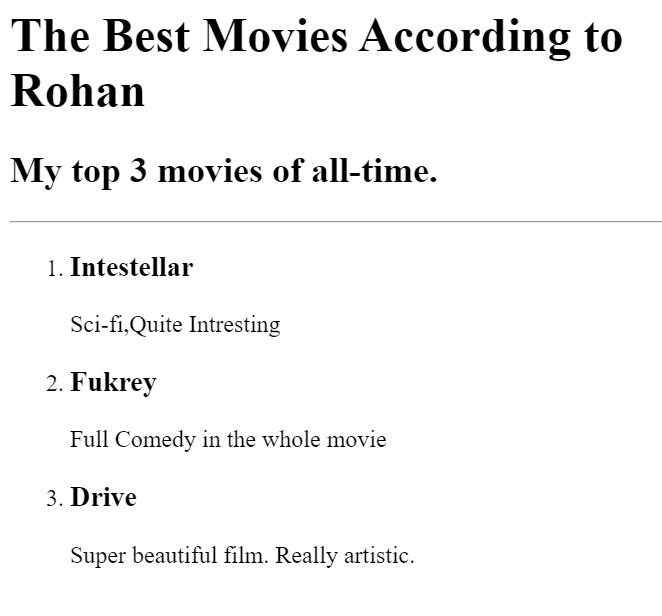 The Best Movies According to
Rohan
My top 3 movies of all-time.
1. Intestellar
Sci-fi,Quite Intresting
2. Fukrey
Full Comedy in the whole movie
3. Drive
Super beautiful film. Really artistic.